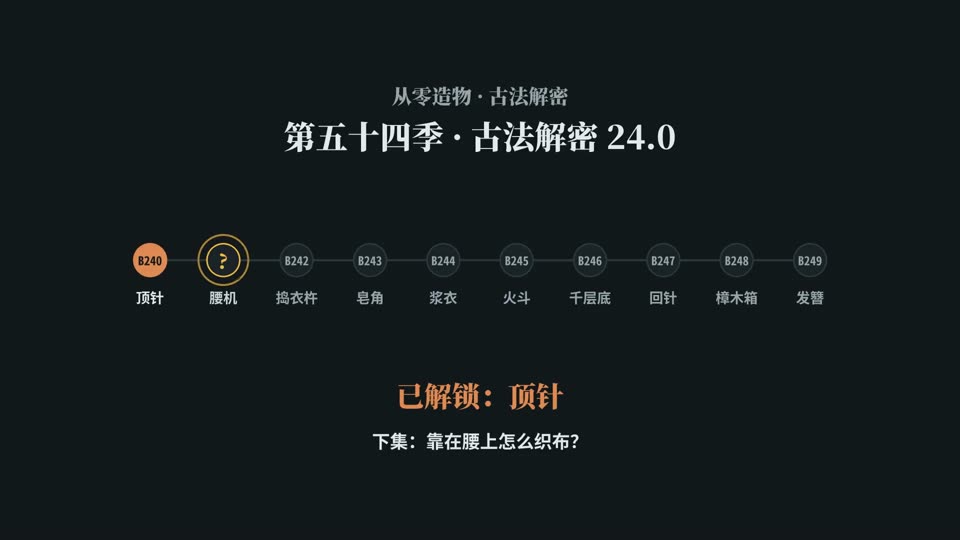 从零造物 · 古法解密
第五十四季 · 古法解密 24.0
B240 ? B242 B243 B244 B245 B246 B247 B248 B249
顶针 腰机 捣衣杵 皂角 浆衣 火斗 千层底 回针 樟木箱 发簪
已解锁：顶针
下集：靠在腰上怎么织布？